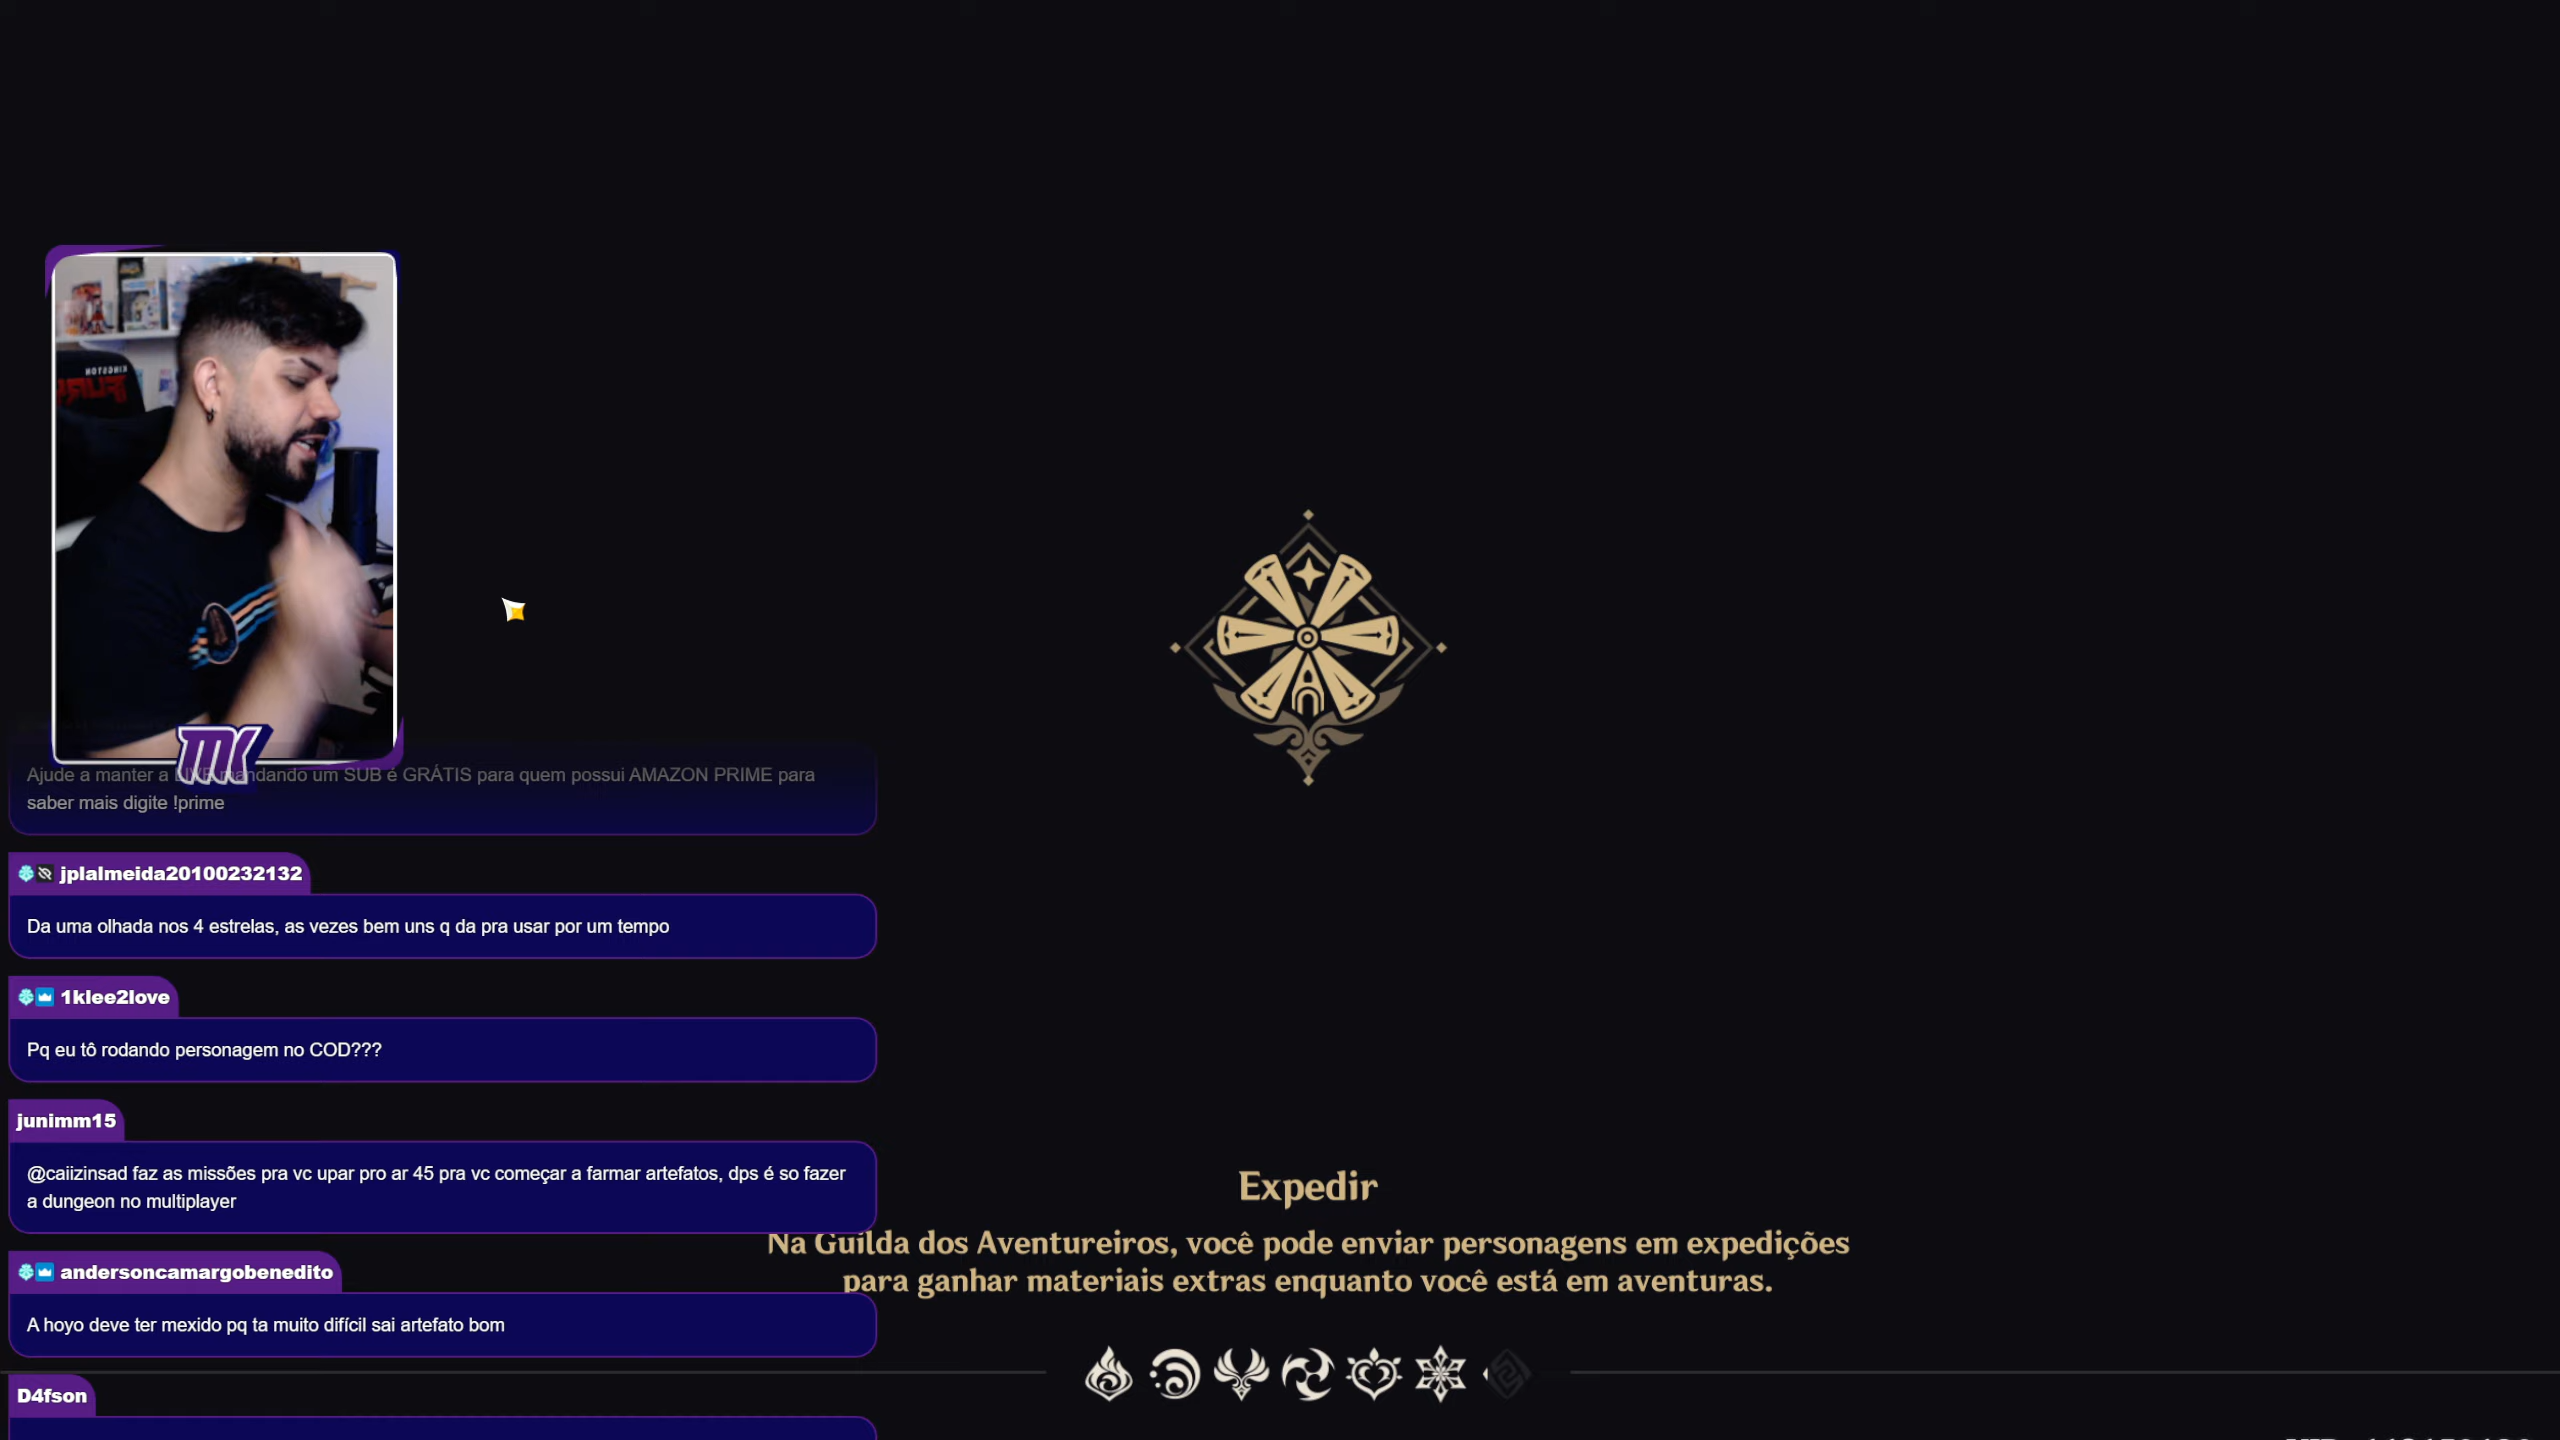 KINGSTON
FURY
MK
Ajude a manter a LIVE mandando um SUB é GRÁTIS para quem possui AMAZON PRIME para
saber mais digite !prime
jplalmeida20100232132
Da uma olhada nos 4 estrelas, as vezes bem uns q da pra usar por um tempo
1klee2love
Pq eu tô rodando personagem no COD???
junimm15
@caiizinsad faz as missões pra vc upar pro ar 45 pra vc começar a farmar artefatos, dps é so fazer
a dungeon no multiplayer
andersoncamargobenedito
A hoyo deve ter mexido pq ta muito difícil sai artefato bom
D4fson
Expedir
Na Guilda dos Aventureiros, você pode enviar personagens em expedições
para ganhar materiais extras enquanto você está em aventuras.